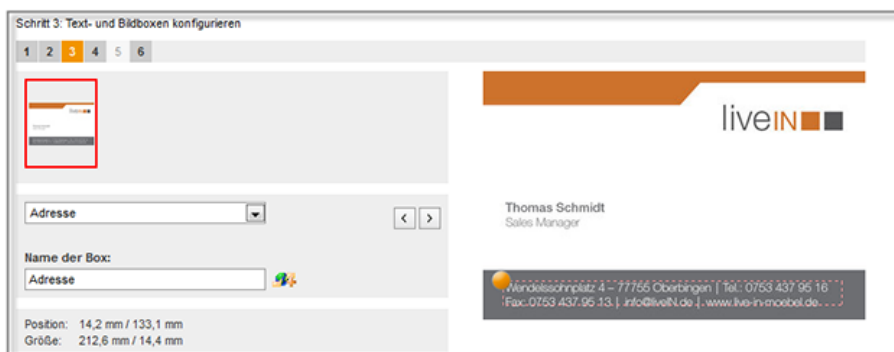 Schritt 3: Text- und Bildboxen konfigurieren
1 2 3 4 5 6
Adresse
Name der Box:
Adresse
Position: 14,2 mm / 133,1 mm
Größe: 212,6 mm / 14,4 mm
liveIN
Thomas Schmidt
Sales Manager
77755 Oberbingen | Tel.: 0753 437 95 16
Fax: 0753 437 95 13 | info@liveIN.de | www.live-in-moebel.de